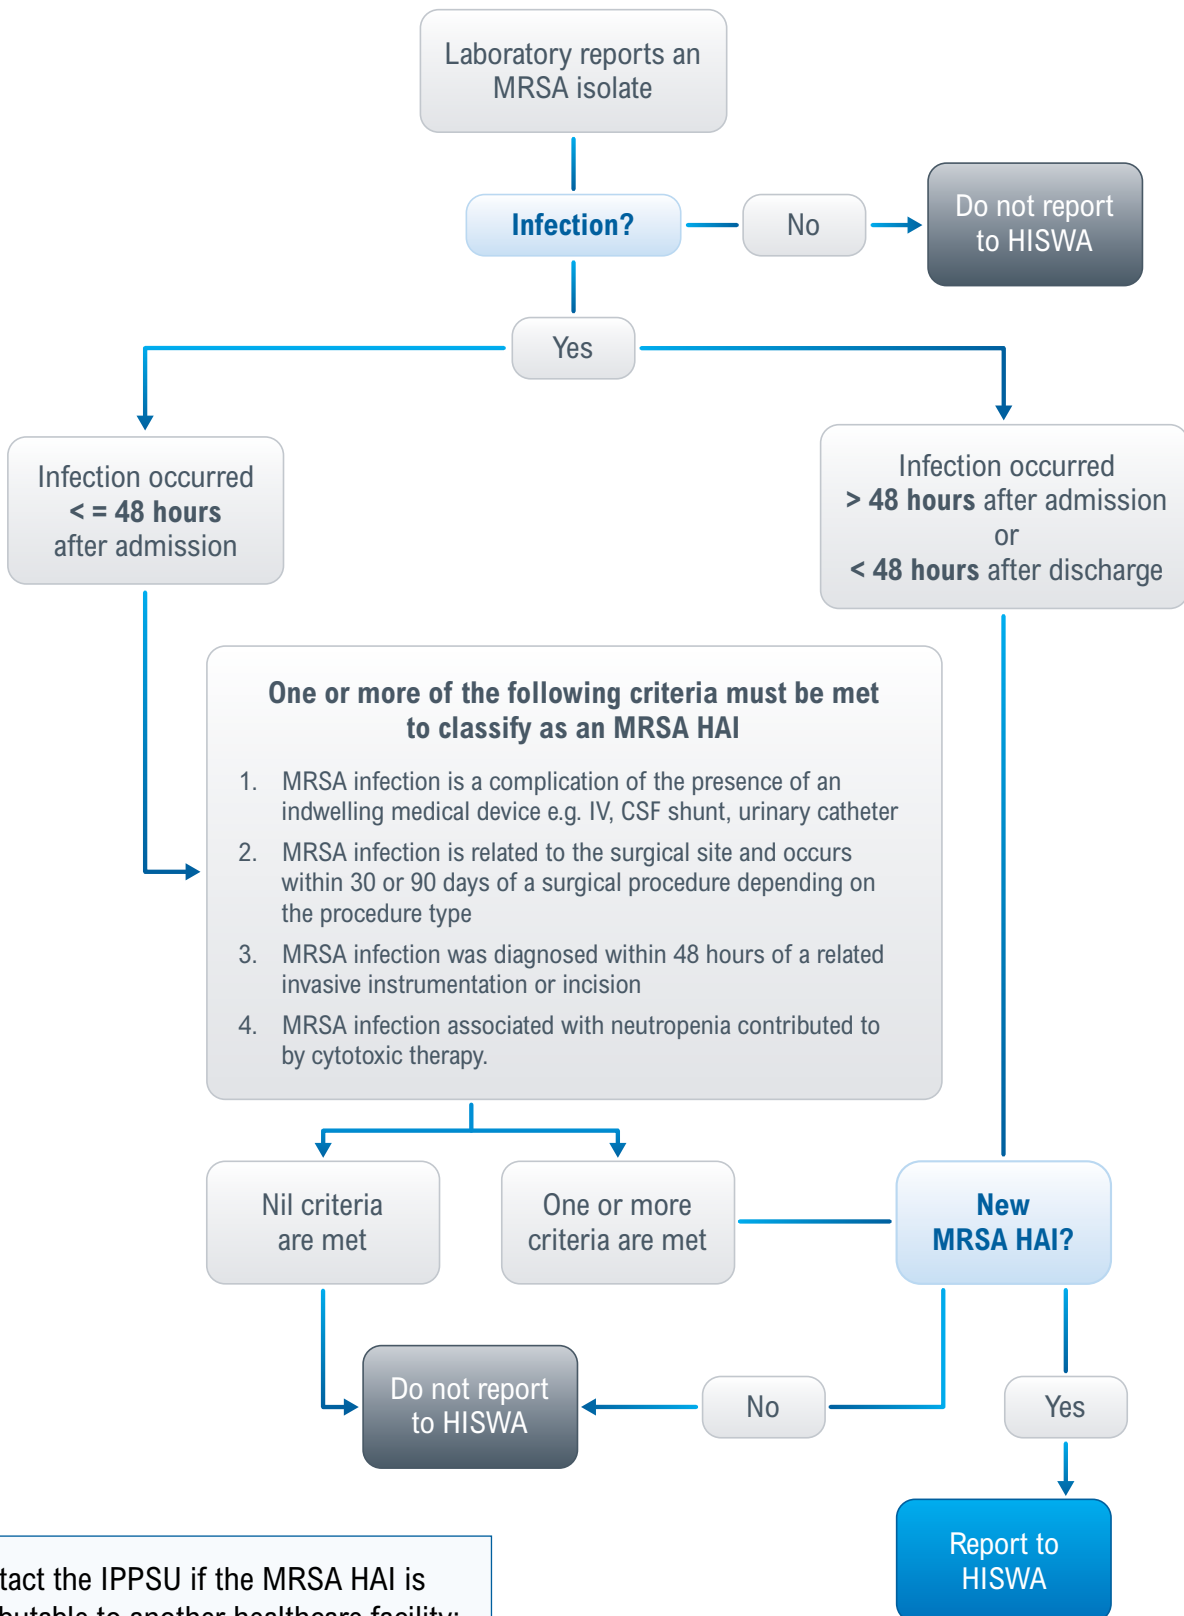 Laboratory reports an
MRSA isolate
Infection?
No
Do not report
to HISWA
Yes
Infection occurred
< = 48 hours
after admission
Infection occurred
> 48 hours after admission
or
< 48 hours after discharge
One or more of the following criteria must be met
to classify as an MRSA HAI
1. MRSA infection is a complication of the presence of an
indwelling medical device e.g. IV, CSF shunt, urinary catheter
2. MRSA infection is related to the surgical site and occurs
within 30 or 90 days of a surgical procedure depending on
the procedure type
3. MRSA infection was diagnosed within 48 hours of a related
invasive instrumentation or incision
4. MRSA infection associated with neutropenia contributed to
by cytotoxic therapy.
Nil criteria
are met
One or more
criteria are met
New
MRSA HAI?
Do not report
to HISWA
No
Yes
Report to
HISWA
tact the IPPSU if the MRSA HAI is
to another healthcare facility;